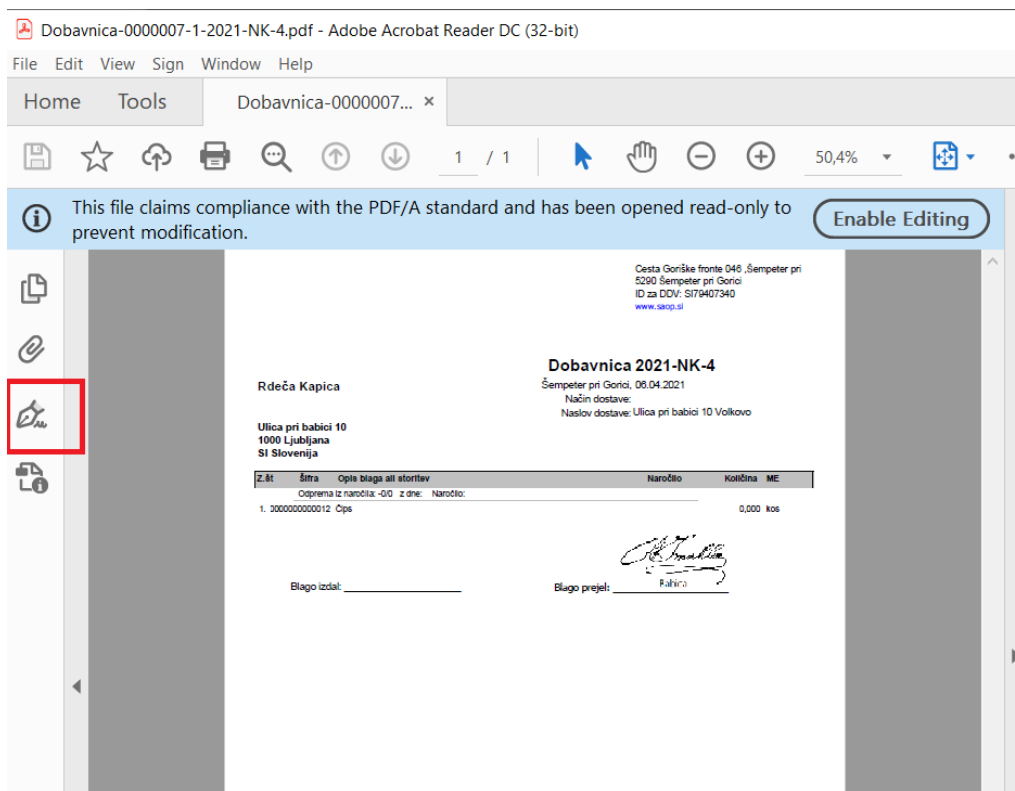 Dobavnica-0000007-1-2021-NK-4.pdf - Adobe Acrobat Reader DC (32-bit)
File Edit View Sign Window Help
Home Tools Dobavnica-0000007... ×
1 / 1 50,4%
This file claims compliance with the PDF/A standard and has been opened read-only to
prevent modification.
Enable Editing
Cesta Goriške fronte 046 ,Šempeter pri
5290 Šempeter pri Gorici
ID za DDV: SI79407340
www.saop.si
Dobavnica 2021-NK-4
Šempeter pri Gorici, 06.04.2021
Način dostave:
Naslov dostave: Ulica pri babici 10 Volkovo
Rdeča Kapica
Ulica pri babici 10
1000 Ljubljana
SI Slovenija
Z.št Šifra Opis blaga ali storitev Naročilo Količina ME
Odprema iz naročila: -0/0 z dne: Naročilo:
1. 0000000000012 Čips 0,000 kos
Blago izdal:
Blago prejel:
Babica